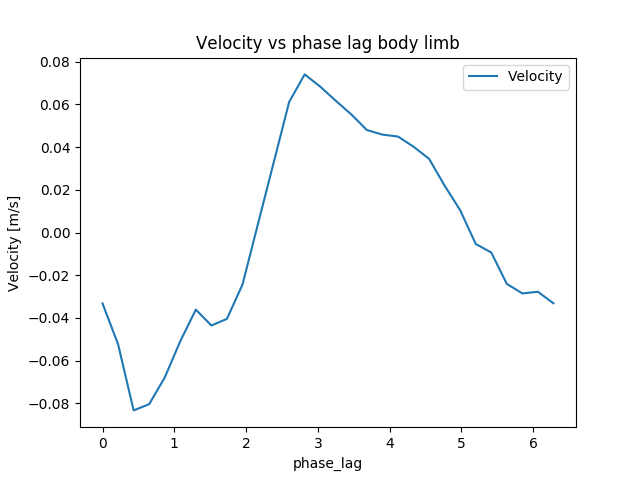 Velocity vs phase lag body limb
Velocity
0.08
0.06
0.04
0.02
0.00
−0.02
−0.04
−0.06
−0.08
Velocity [m/s]
0 1 2 3 4 5 6
phase_lag